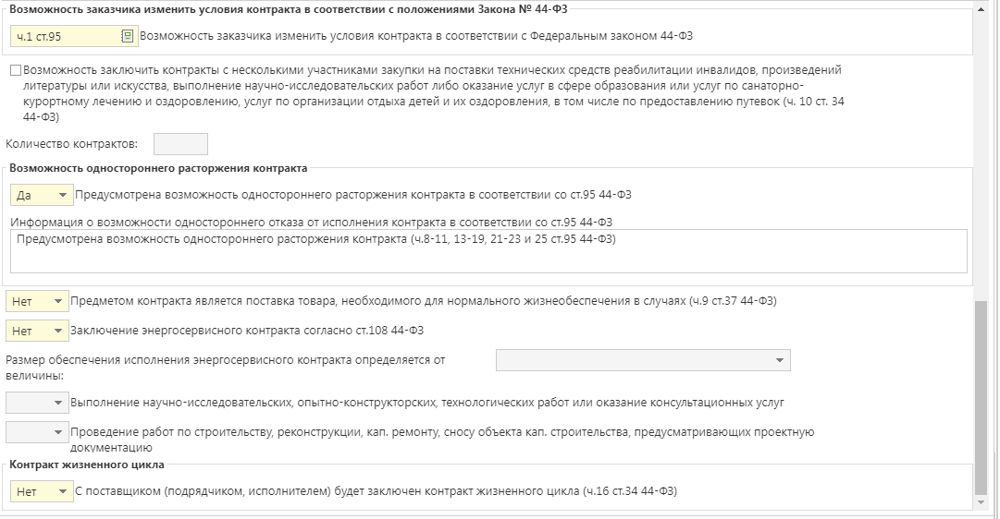 Возможность заказчика изменить условия контракта в соответствии с положениями Закона № 44-ФЗ
ч.1 ст.95 Возможность заказчика изменить условия контракта в соответствии с Федеральным законом 44-ФЗ
Возможность заключить контракты с несколькими участниками закупки на поставки технических средств реабилитации инвалидов, произведений
литературы или искусства, выполнение научно-исследовательских работ либо оказание услуг в сфере образования или услуг по санаторно-
курортному лечению и оздоровлению, услуг по организации отдыха детей и их оздоровления, в том числе по предоставлению путевок (ч. 10 ст. 34
44-ФЗ)
Количество контрактов:
Возможность одностороннего расторжения контракта
Да Предусмотрена возможность одностороннего расторжения контракта в соответствии со ст.95 44-ФЗ
Информация о возможности одностороннего отказа от исполнения контракта в соответствии со ст.95 44-ФЗ
Предусмотрена возможность одностороннего расторжения контракта (ч.8-11, 13-19, 21-23 и 25 ст.95 44-ФЗ)
Нет Предметом контракта является поставка товара, необходимого для нормального жизнеобеспечения в случаях (ч.9 ст.37 44-ФЗ)
Нет Заключение энергосервисного контракта согласно ст.108 44-ФЗ
Размер обеспечения исполнения энергосервисного контракта определяется от
величины:
Выполнение научно-исследовательских, опытно-конструкторских, технологических работ или оказание консультационных услуг
Проведение работ по строительству, реконструкции, кап. ремонту, сносу объекта кап. строительства, предусматривающих проектную
документацию
Контракт жизненного цикла
Нет С поставщиком (подрядчиком, исполнителем) будет заключен контракт жизненного цикла (ч.16 ст.34 44-ФЗ)